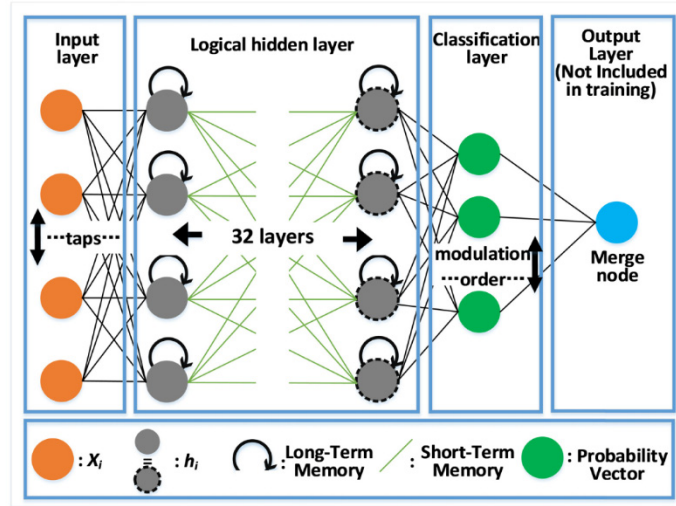 Input
layer
Logical hidden layer
Classification
layer
Output
Layer
(Not Included
in training)
···taps···
32 layers
modulation
···order···
Merge
node
: Xi
=
: hi
: Long-Term
Memory
: Short-Term
Memory
: Probability
Vector